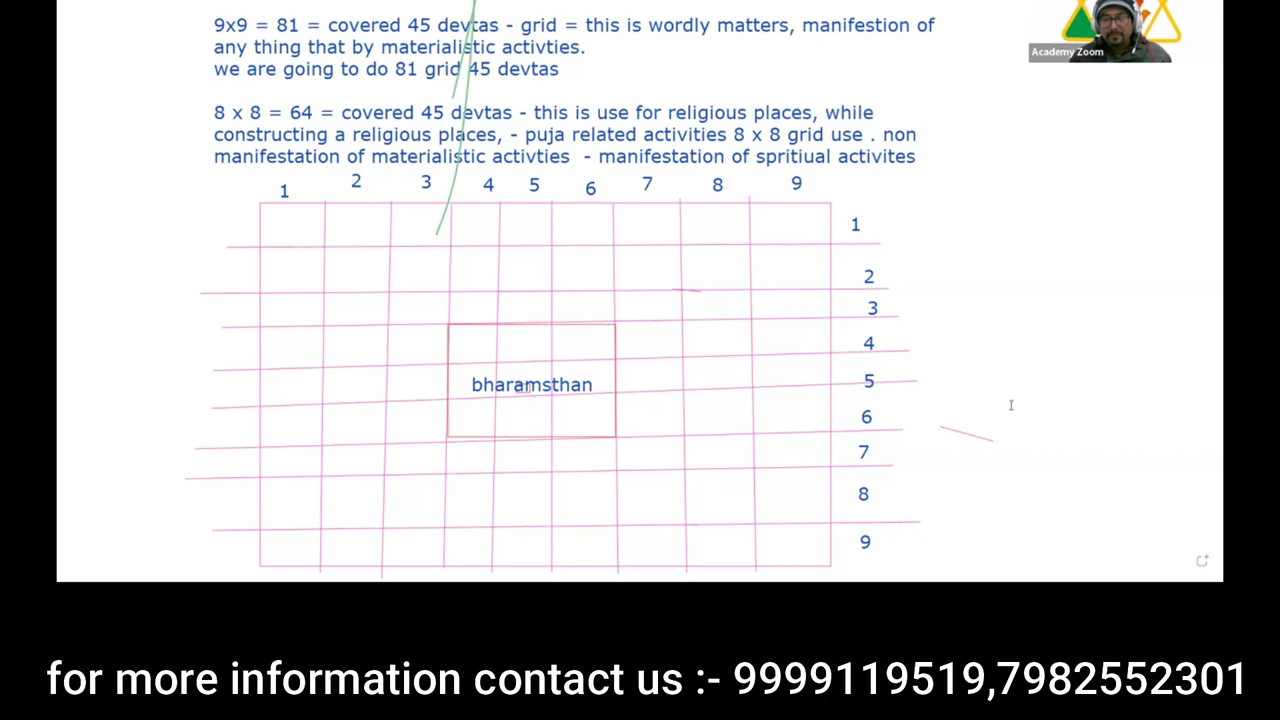 9x9 = 81 = covered 45 devtas - grid = this is wordly matters, manifestion of
any thing that by materialistic activties.
we are going to do 81 grid 45 devtas
8 x 8 = 64 = covered 45 devtas - this is use for religious places, while
constructing a religious places, - puja related activities 8 x 8 grid use . non
manifestation of materialistic activties - manifestation of spritiual activites
Academy Zoom
1 2 3 4 5 6 7 8 9
1
2
3
4
bharamsthan 5
6
7
8
9
for more information contact us :- 9999119519,7982552301